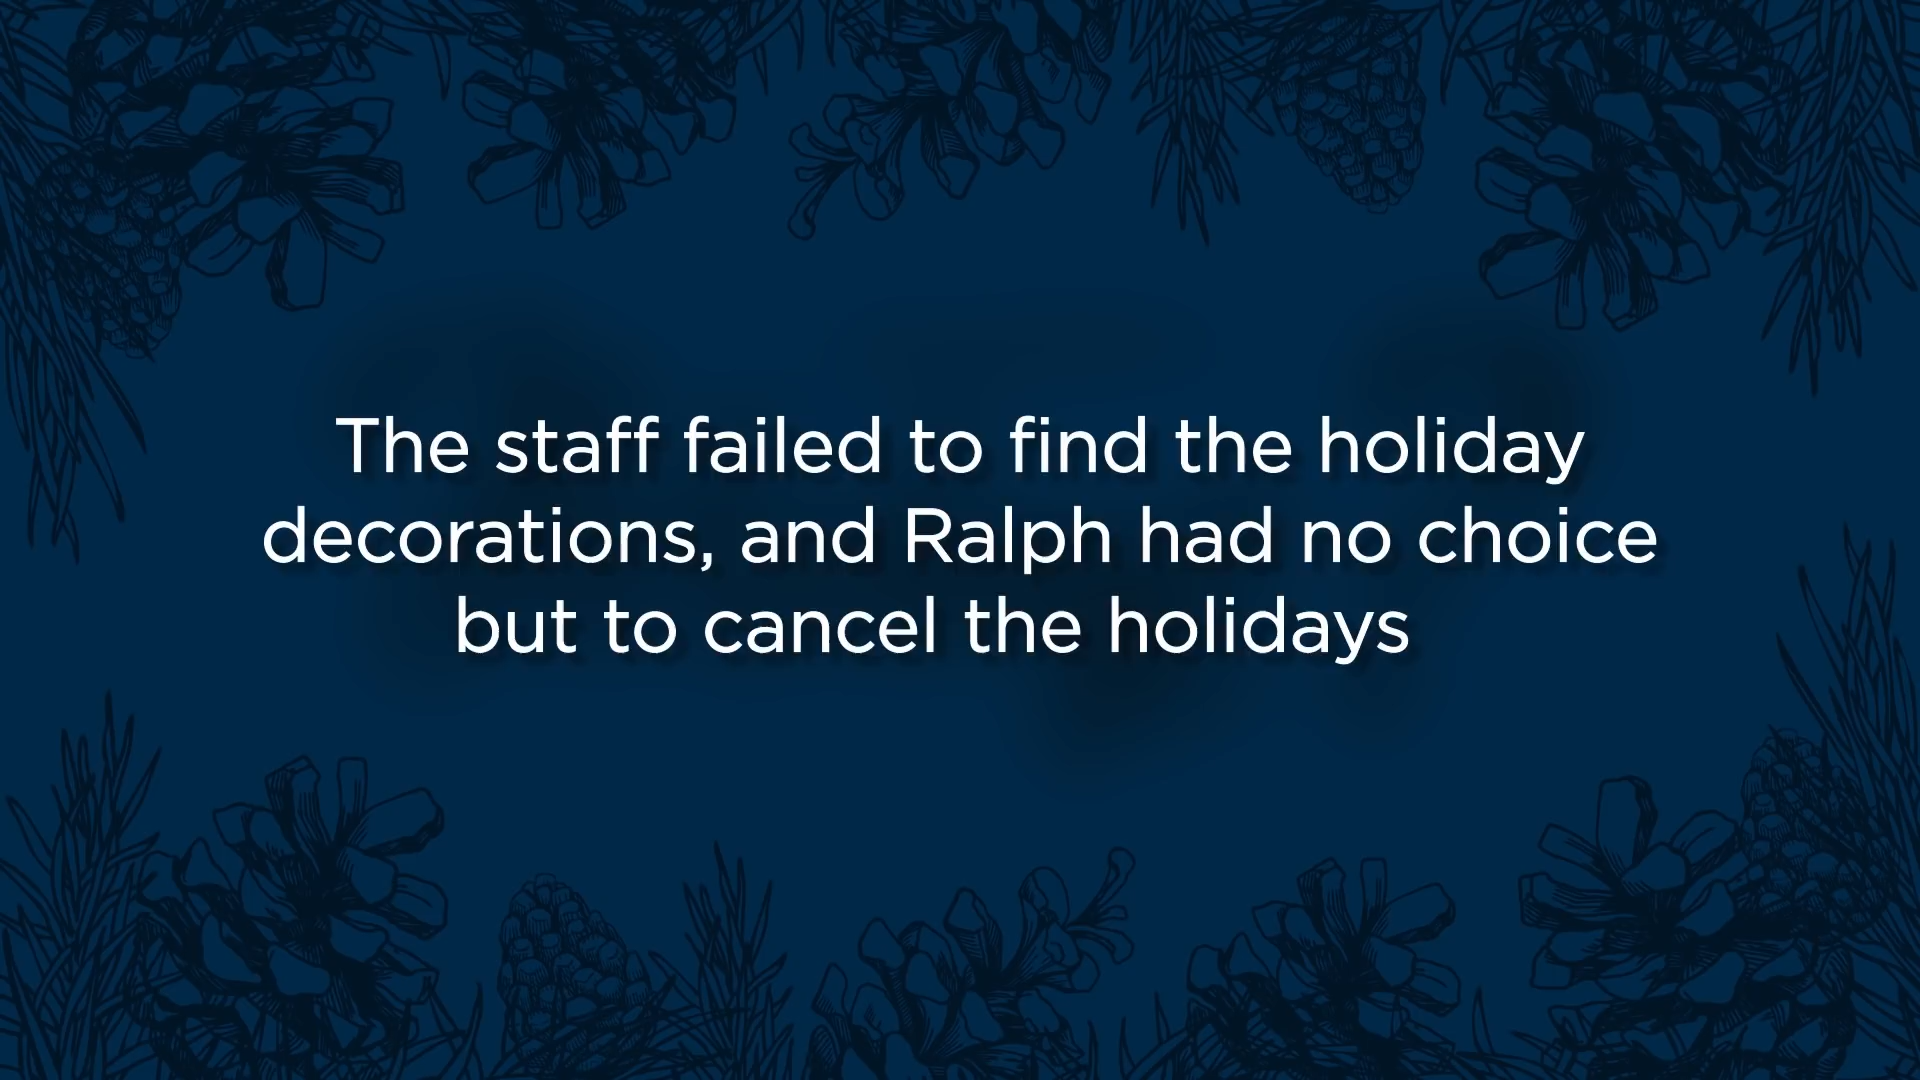 The staff failed to find the holiday
decorations, and Ralph had no choice
but to cancel the holidays